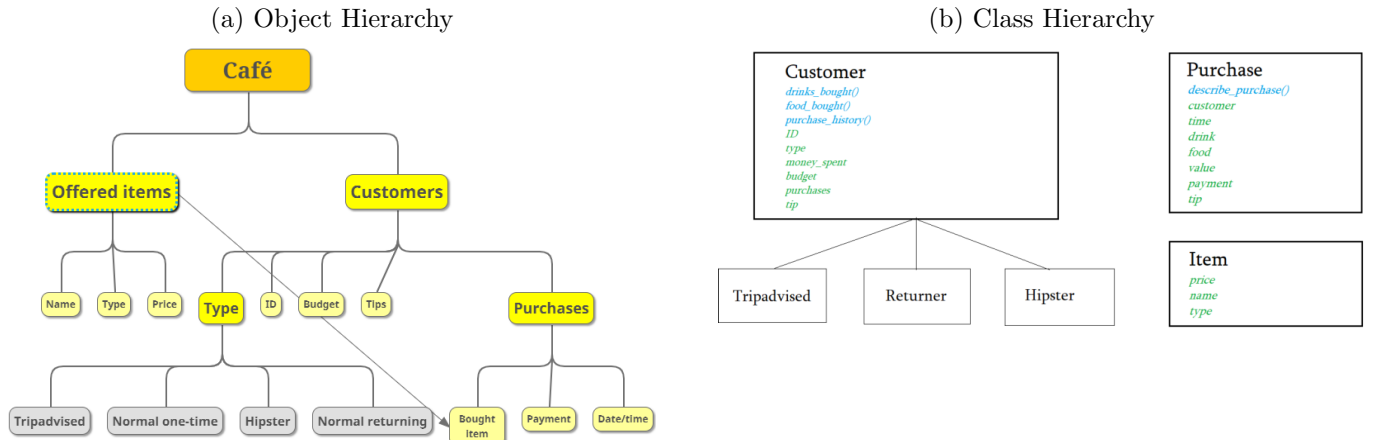 (a) Object Hierarchy
Café
Offered items
Customers
Name
Type
Price
Type
ID
Budget
Tips
Purchases
Tripadvised
Normal one-time
Hipster
Normal returning
Bought
item
Payment
Date/time
(b) Class Hierarchy
Customer
drinks_bought()
food_bought()
purchase_history()
ID
type
money_spent
budget
purchases
tip
Tripadvised
Returner
Hipster
Purchase
describe_purchase()
customer
time
drink
food
value
payment
tip
Item
price
name
type